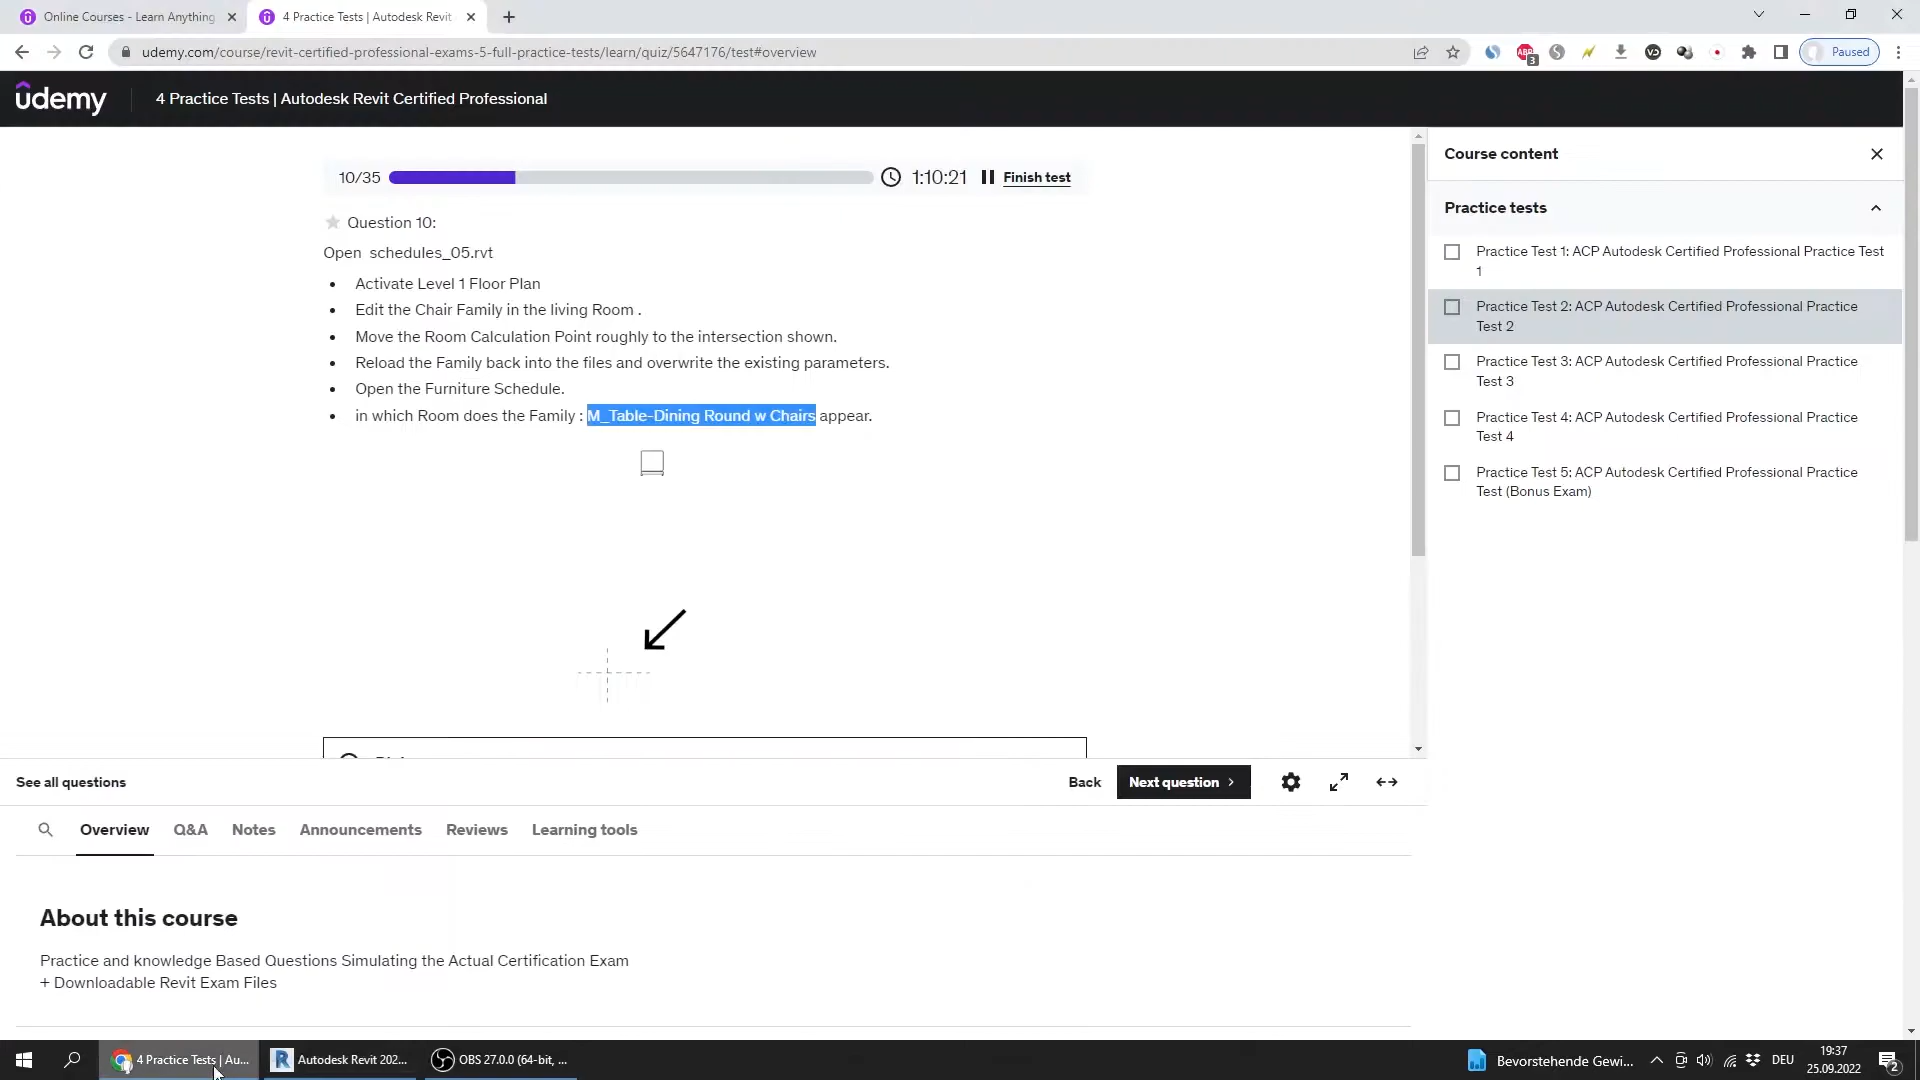 Online Courses - Learn Anything
4 Practice Tests | Autodesk Revit
udemy.com/course/revit-certified-professional-exams-5-full-practice-tests/learn/quiz/5647176/test#overview
ABP
3
Paused
udemy
4 Practice Tests | Autodesk Revit Certified Professional
10/35
1:10:21
Finish test
Question 10:
Open schedules_05.rvt
• Activate Level 1 Floor Plan
• Edit the Chair Family in the living Room .
• Move the Room Calculation Point roughly to the intersection shown.
• Reload the Family back into the files and overwrite the existing parameters.
• Open the Furniture Schedule.
• in which Room does the Family : M_Table-Dining Round w Chairs appear.
Course content
Practice tests
Practice Test 1: ACP Autodesk Certified Professional Practice Test
1
Practice Test 2: ACP Autodesk Certified Professional Practice
Test 2
Practice Test 3: ACP Autodesk Certified Professional Practice
Test 3
Practice Test 4: ACP Autodesk Certified Professional Practice
Test 4
Practice Test 5: ACP Autodesk Certified Professional Practice
Test (Bonus Exam)
See all questions
Back
Next question
Overview
Q&A
Notes
Announcements
Reviews
Learning tools
About this course
Practice and knowledge Based Questions Simulating the Actual Certification Exam
+ Downloadable Revit Exam Files
4 Practice Tests | Au...
Autodesk Revit 202...
OBS 27.0.0 (64-bit, ...
Bevorstehende Gewi...
DEU
19:37
25.09.2022
2